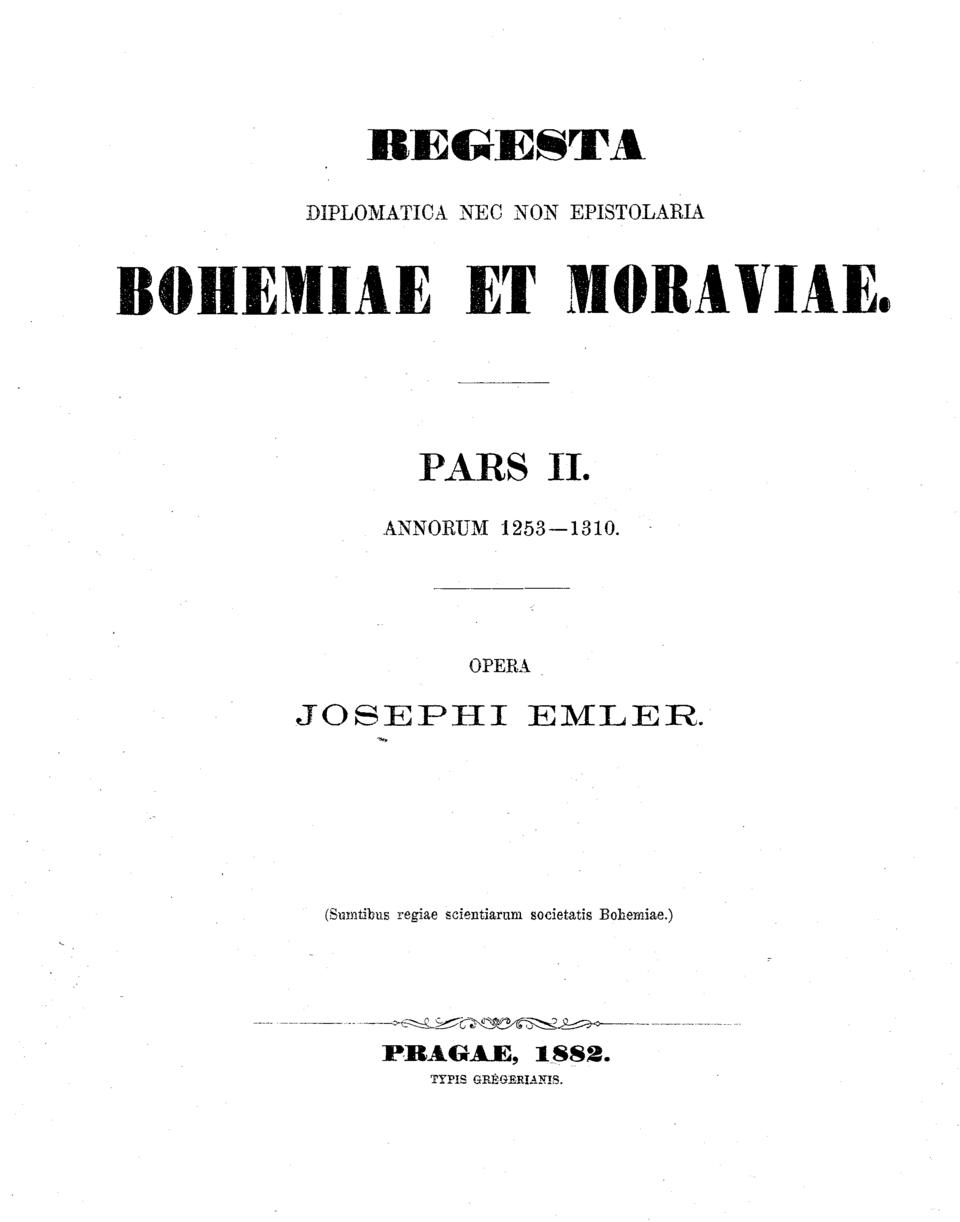 REGESTA
DIPLOMATICA NEC NON EPISTOLARIA
BOHEMIAE ET MORAVIAE.
PARS II.
ANNORUM 1253—1310.
OPERA
JOSEPHI EMLER.
(Sumtibus regiae scientiarum societatis Bohemiae.)
PRAGAE, 1882.
TYPIS GRÉGERIANIS.